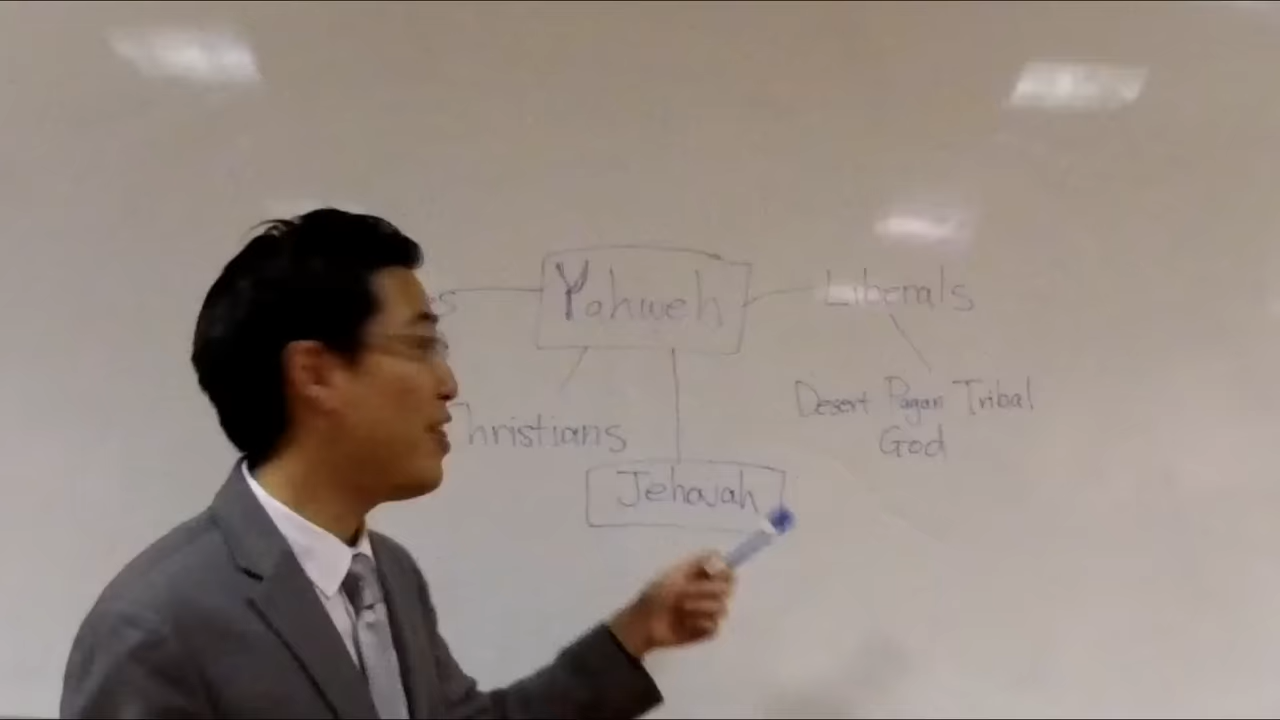 Yahweh
Liberals
Desert Pagan Tribal
God
Christians
Jehovah